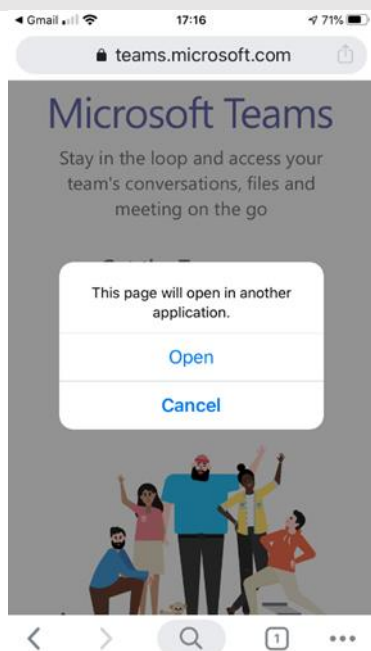 ◀ Gmail 17:16 71%
teams.microsoft.com
Microsoft Teams
Stay in the loop and access your
team's conversations, files and
meeting on the go
This page will open in another
application.
Open
Cancel
1